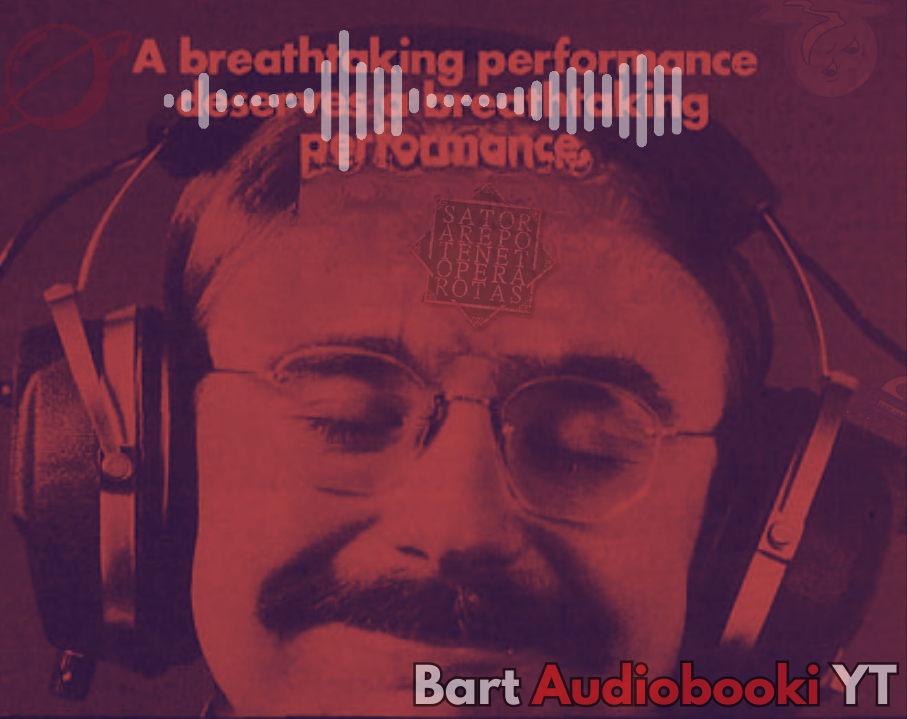 A breathtaking performance
deserves a breathtaking
performance.
SATOR
AREPO
TENET
OPERA
ROTAS
Bart Audiobooki YT